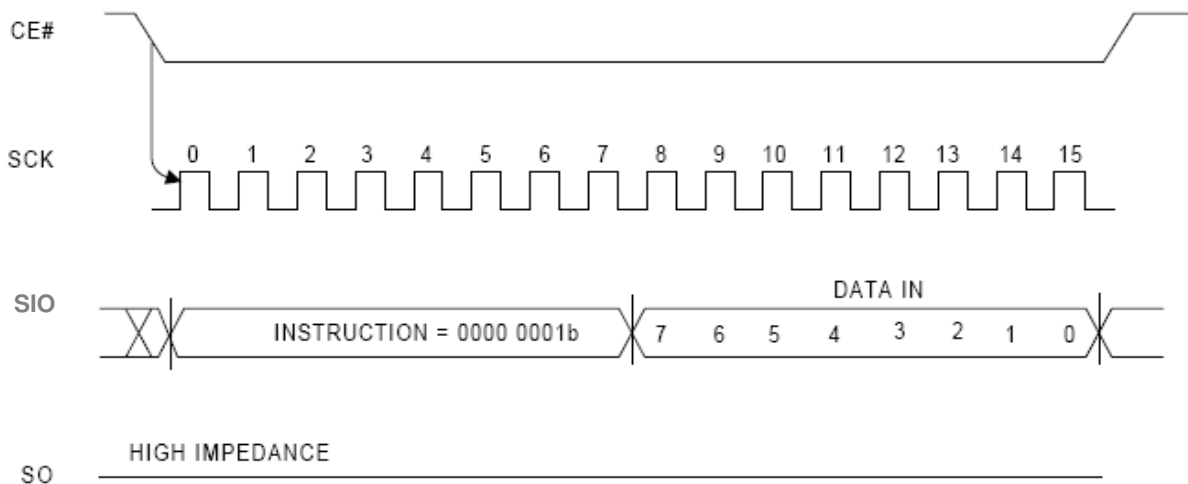 CE#
SCK
0 1 2 3 4 5 6 7 8 9 10 11 12 13 14 15
DATA IN
SIO
INSTRUCTION = 0000 0001b 7 6 5 4 3 2 1 0
HIGH IMPEDANCE
SO